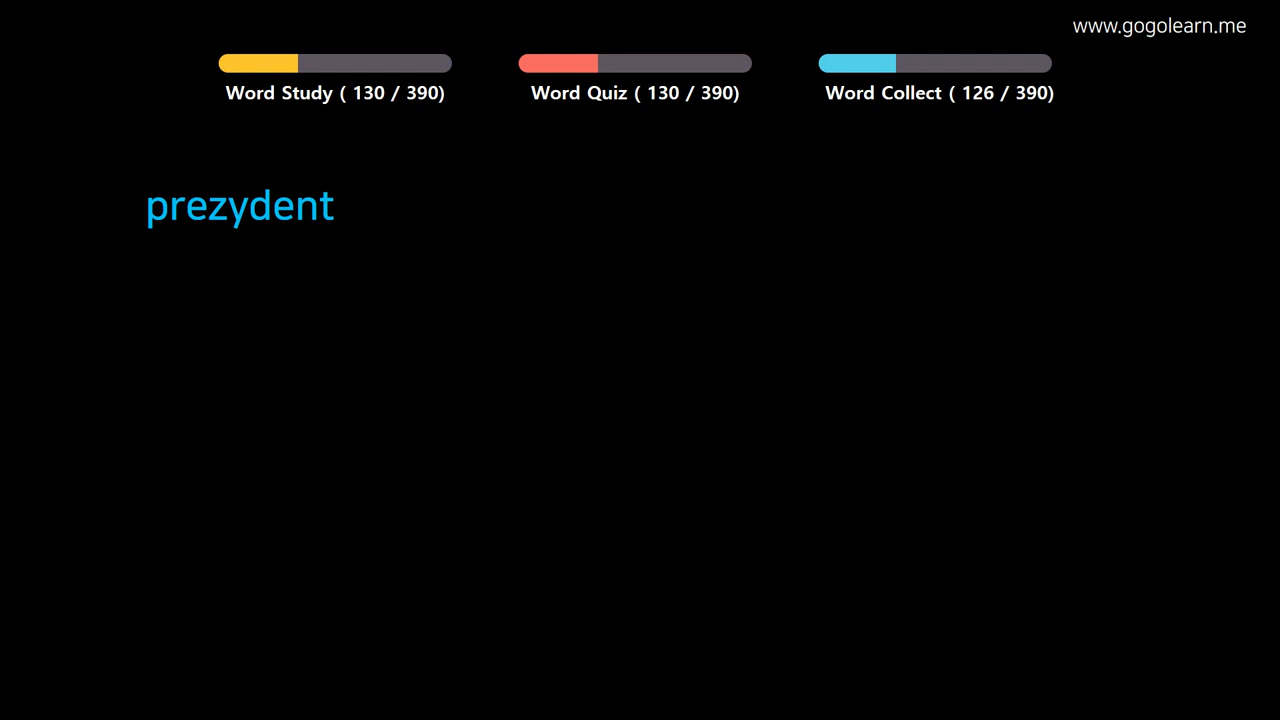 www.gogolearn.me
Word Study ( 130 / 390)
Word Quiz ( 130 / 390)
Word Collect ( 126 / 390)
prezydent